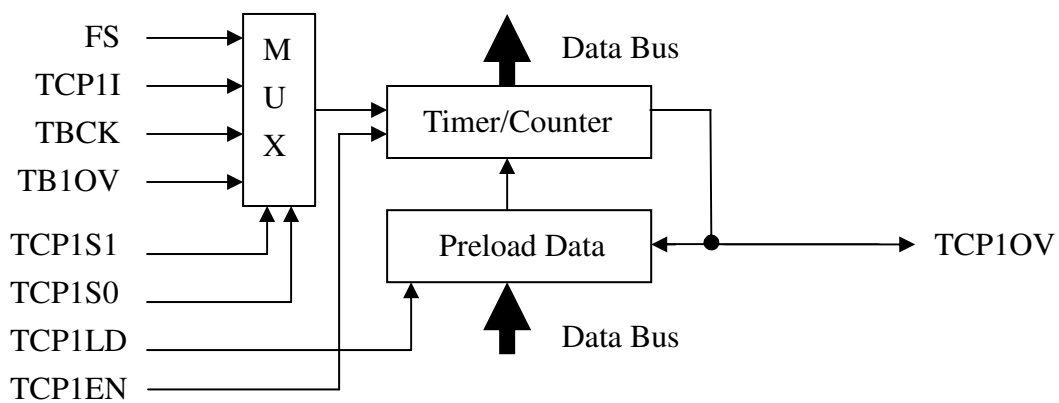 FS
TCP1I
TBCK
TB1OV
TCP1S1
TCP1S0
TCP1LD
TCP1EN
M
U
X
Data Bus
Timer/Counter
Preload Data
Data Bus
TCP1OV